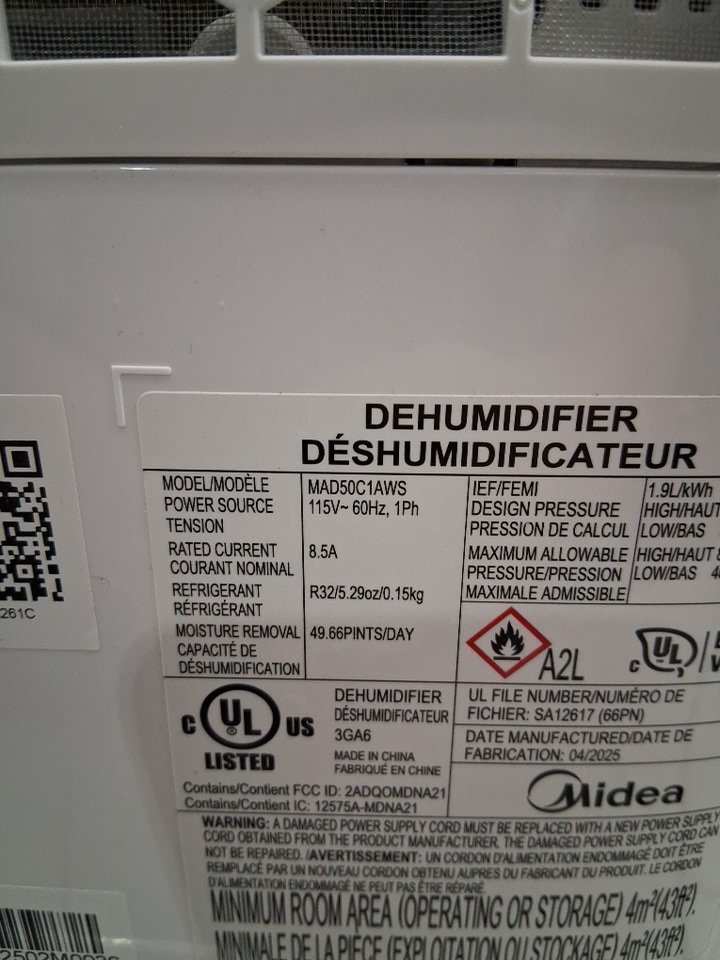 DEHUMIDIFIER
DÉSHUMIDIFICATEUR
MODEL/MODÈLE MAD50C1AWS
POWER SOURCE 115V~ 60Hz, 1Ph
TENSION
RATED CURRENT 8.5A
COURANT NOMINAL
REFRIGERANT R32/5.29oz/0.15kg
RÉFRIGÉRANT
MOISTURE REMOVAL 49.66PINTS/DAY
CAPACITÉ DE
DÉSHUMIDIFICATION
IEF/FEMI 1.9L/kWh
DESIGN PRESSURE HIGH/HAUT
PRESSION DE CALCUL LOW/BAS
MAXIMUM ALLOWABLE HIGH/HAUT
PRESSURE/PRESSION LOW/BAS
MAXIMALE ADMISSIBLE
A2L
C UL
261C
C UL US
LISTED
DEHUMIDIFIER
DÉSHUMIDIFICATEUR
3GA6
MADE IN CHINA
FABRIQUÉ EN CHINE
UL FILE NUMBER/NUMÉRO DE
FICHIER: SA12617 (66PN)
DATE MANUFACTURED/DATE DE
FABRICATION: 04/2025
Contains/Contient FCC ID: 2ADQOMDNA21
Contains/Contient IC: 12575A-MDNA21
Midea
WARNING: A DAMAGED POWER SUPPLY CORD MUST BE REPLACED WITH A NEW POWER SUPPLY
CORD OBTAINED FROM THE PRODUCT MANUFACTURER. THE DAMAGED POWER SUPPLY CORD CAN
NOT BE REPAIRED. /AVERTISSEMENT: UN CORDON D'ALIMENTATION ENDOMMAGÉ DOIT ÊTRE
REMPLACÉ PAR UN NOUVEAU CORDON OBTENU AUPRES DU FABRICANT DU PRODUIT. LE CORDON
D'ALIMENTATION ENDOMMAGÉ NE PEUT PAS ÊTRE RÉPARÉ.
MINIMUM ROOM AREA (OPERATING OR STORAGE) 4m²(43ft²).
MINIMALE DE LA PIÈCE (EXPLOITATION OU STOCKAGE) 4m²(43ft²).